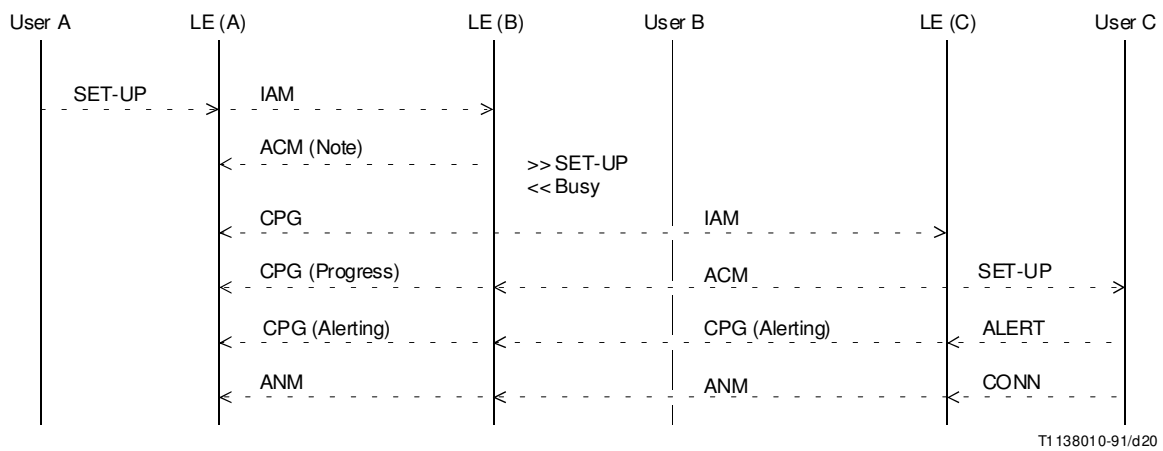 User A LE (A) LE (B) User B LE (C) User C
SET-UP IAM
ACM (Note)
>> SET-UP
<< Busy
CPG IAM
CPG (Progress) ACM SET-UP
CPG (Alerting) CPG (Alerting) ALERT
ANM ANM CONN
T1138010-91/d20